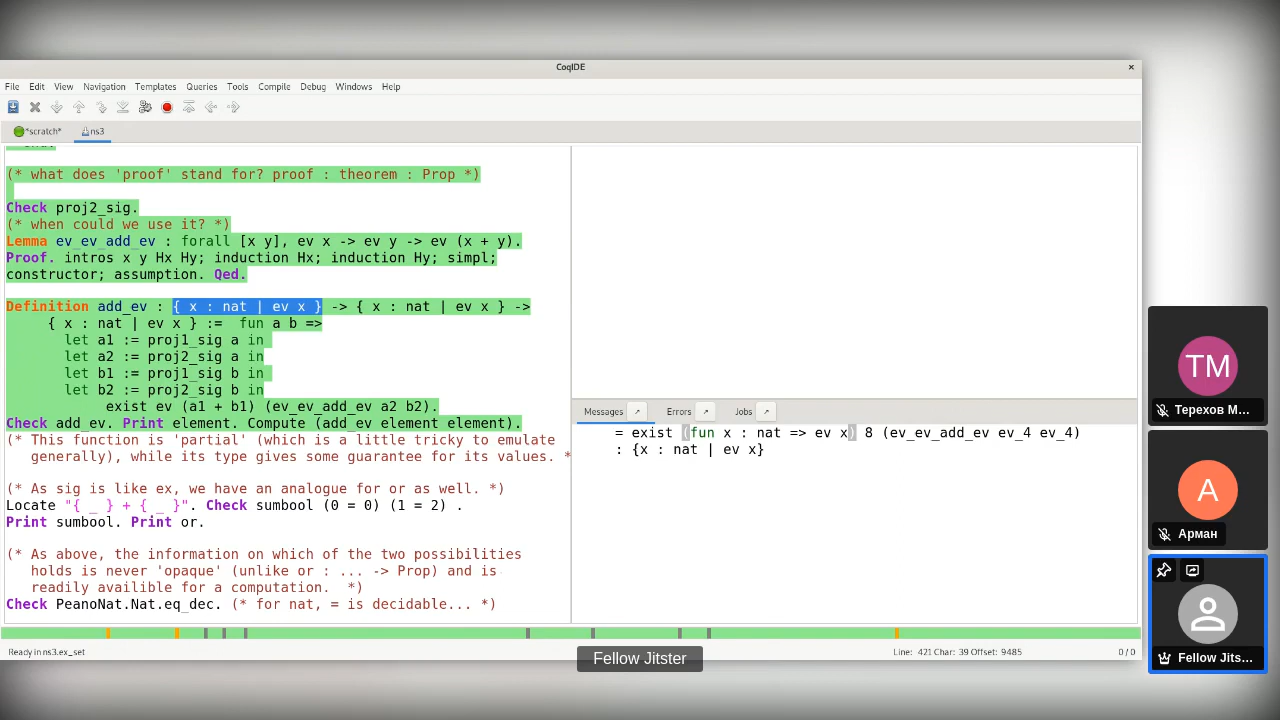 CoqIDE
File Edit View Navigation Templates Queries Tools Compile Debug Windows Help
*scratch* ns3
(* what does 'proof' stand for? proof : theorem : Prop *)
Check proj2_sig.
(* when could we use it? *)
Lemma ev_ev_add_ev : forall [x y], ev x -> ev y -> ev (x + y).
Proof. intros x y Hx Hy; induction Hx; induction Hy; simpl;
constructor; assumption. Qed.
Definition add_ev : { x : nat | ev x } -> { x : nat | ev x } ->
{ x : nat | ev x } := fun a b =>
let a1 := proj1_sig a in
let a2 := proj2_sig a in
let b1 := proj1_sig b in
let b2 := proj2_sig b in
exist ev (a1 + b1) (ev_ev_add_ev a2 b2).
Check add_ev. Print element. Compute (add_ev element element).
(* This function is 'partial' (which is a little tricky to emulate
generally), while its type gives some guarantee for its values. *
(* As sig is like ex, we have an analogue for or as well. *)
Locate "{ _ } + { _ }". Check sumbool (0 = 0) (1 = 2) .
Print sumbool. Print or.
(* As above, the information on which of the two possibilities
holds is never 'opaque' (unlike or : ... -> Prop) and is
readily availible for a computation. *)
Check PeanoNat.Nat.eq_dec. (* for nat, = is decidable... *)
Messages Errors Jobs
= exist (fun x : nat => ev x) 8 (ev_ev_add_ev ev_4 ev_4)
: {x : nat | ev x}
Ready in ns3.ex_set
Line: 421 Char: 39 Offset: 9485
0 / 0
Fellow Jitster
TM
Терехов М...
A
Арман
Fellow Jits...